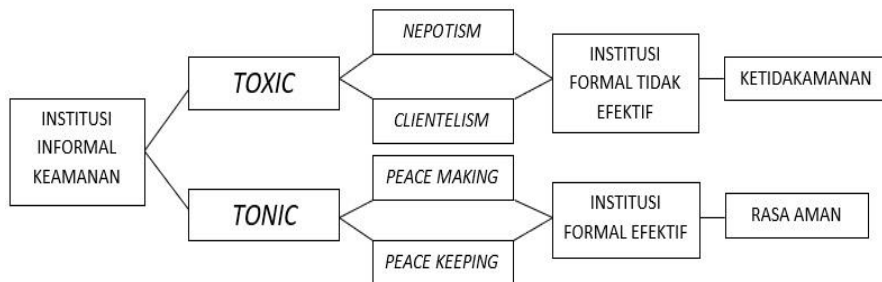 INSTITUSI
INFORMAL
KEAMANAN
TOXIC
NEPOTISM
CLIENTELISM
INSTITUSI
FORMAL TIDAK
EFEKTIF
KETIDAKAMANAN
TONIC
PEACE MAKING
PEACE KEEPING
INSTITUSI
FORMAL EFEKTIF
RASA AMAN